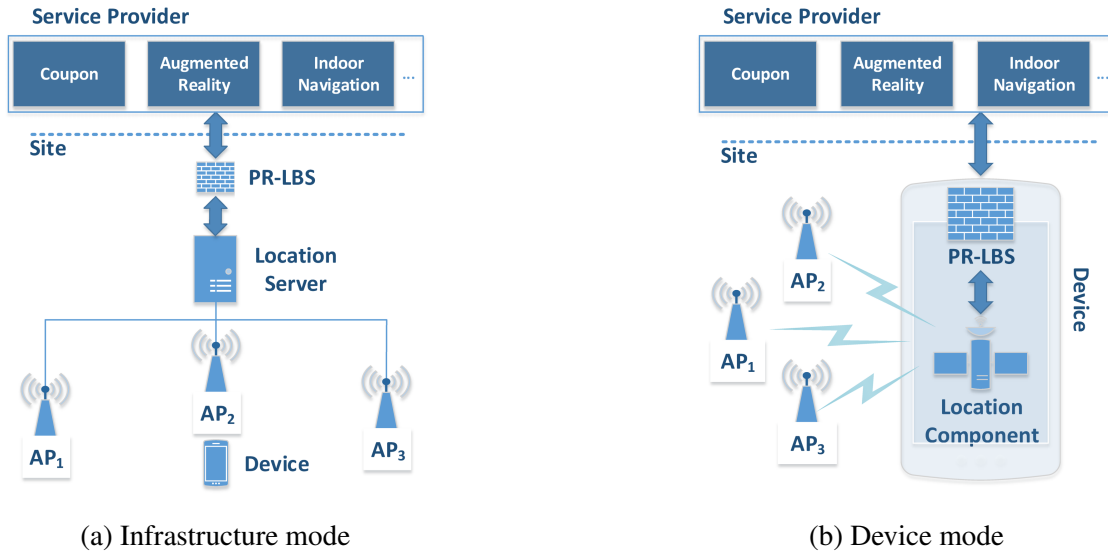 Service Provider
Coupon
Augmented
Reality
Indoor
Navigation
...
Site
PR-LBS
Location
Server
AP1
AP2
AP3
Device
(a) Infrastructure mode
Service Provider
Coupon
Augmented
Reality
Indoor
Navigation
...
Site
PR-LBS
Device
AP2
AP1
AP3
Location
Component
(b) Device mode